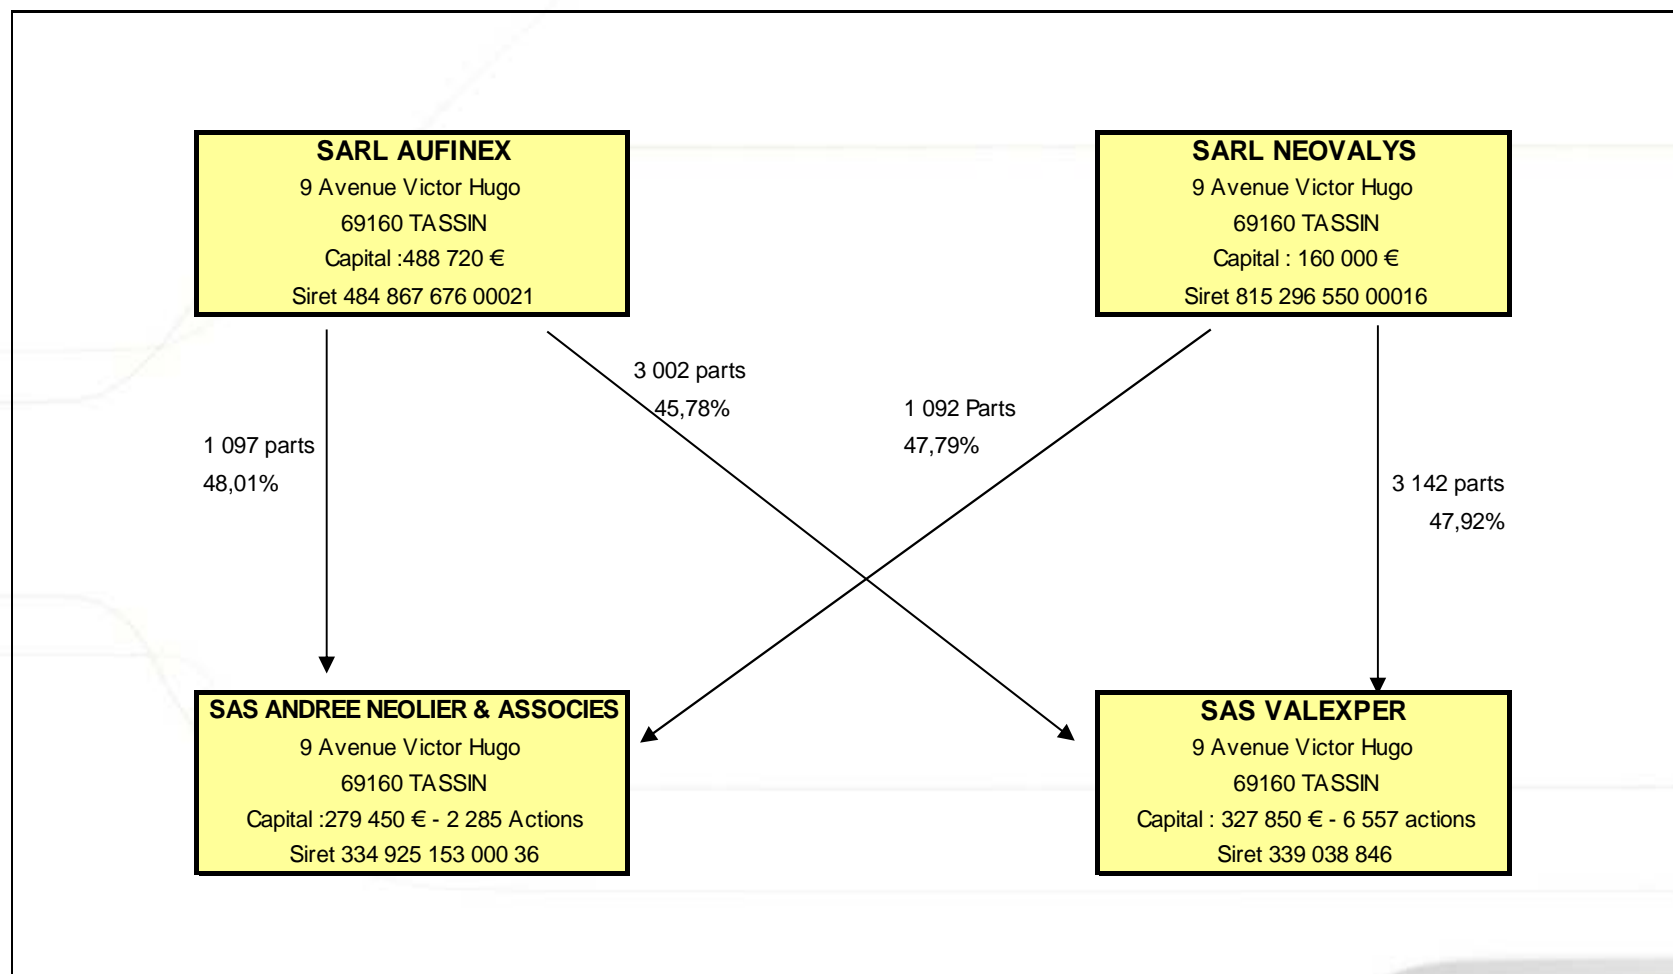 SARL AUFINEX
9 Avenue Victor Hugo
69160 TASSIN
Capital :488 720 €
Siret 484 867 676 00021
SARL NEOVALYS
9 Avenue Victor Hugo
69160 TASSIN
Capital : 160 000 €
Siret 815 296 550 00016
3 002 parts
45,78%
1 092 Parts
47,79%
1 097 parts
48,01%
3 142 parts
47,92%
SAS ANDREE NEOLIER & ASSOCIES
9 Avenue Victor Hugo
69160 TASSIN
Capital :279 450 € - 2 285 Actions
Siret 334 925 153 000 36
SAS VALEXPER
9 Avenue Victor Hugo
69160 TASSIN
Capital : 327 850 € - 6 557 actions
Siret 339 038 846